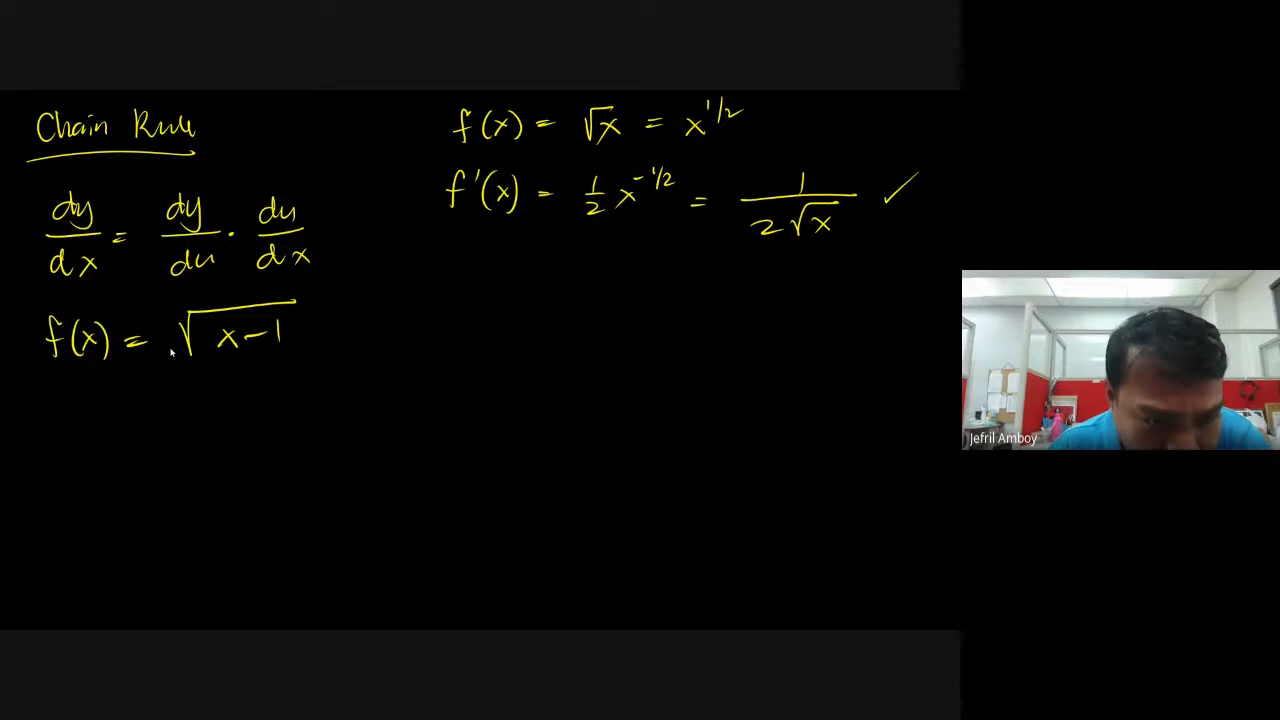 Chain Rule
dy/dx = dy/du · du/dx
f(x) = √x-1
f(x) = √x = x^1/2
f'(x) = 1/2 x^-1/2 = 1/2√x ✓
Jefril Amboy